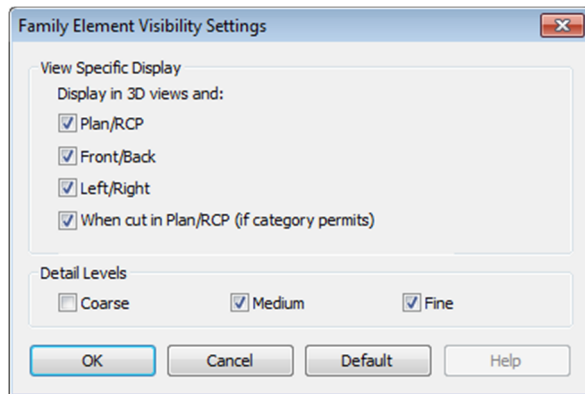 Family Element Visibility Settings
View Specific Display
Display in 3D views and:
Plan/RCP
Front/Back
Left/Right
When cut in Plan/RCP (if category permits)
Detail Levels
Coarse Medium Fine
OK Cancel Default Help